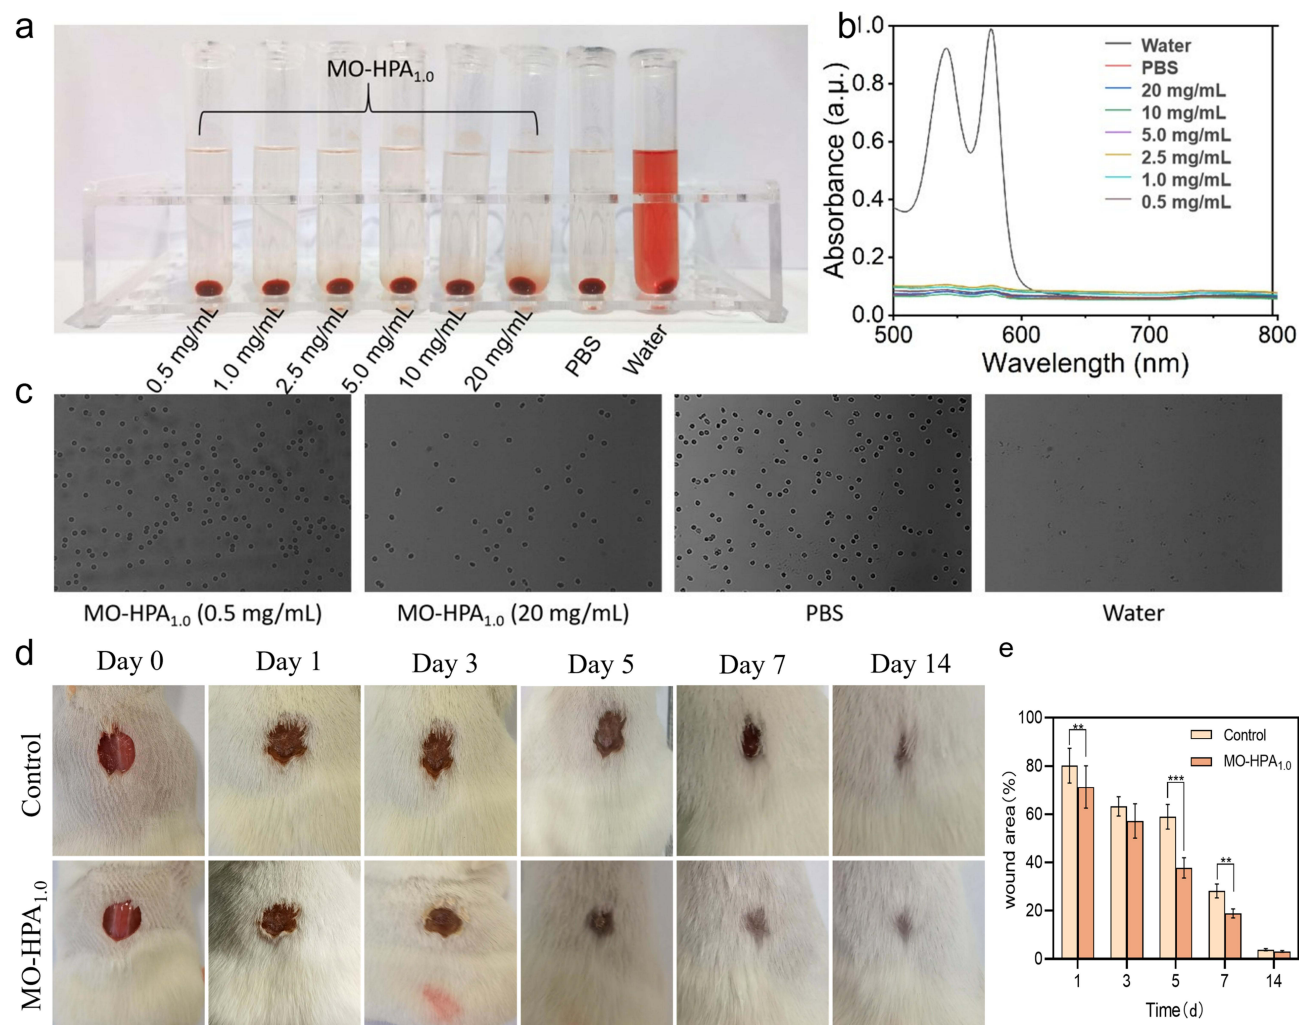 a
MO-HPA1.0
0.5 mg/mL
1.0 mg/mL
2.5 mg/mL
5.0 mg/mL
10 mg/mL
20 mg/mL
PBS
Water
b
Absorbance (a.u.)
1.0
0.8
0.6
0.4
0.2
0.0
500
600
700
800
Wavelength (nm)
Water
PBS
20 mg/mL
10 mg/mL
5.0 mg/mL
2.5 mg/mL
1.0 mg/mL
0.5 mg/mL
c
MO-HPA1.0 (0.5 mg/mL)
MO-HPA1.0 (20 mg/mL)
PBS
Water
d
Day 0
Day 1
Day 3
Day 5
Day 7
Day 14
Control
MO-HPA1.0
e
wound area(%)
100
80
60
40
20
0
**
***
**
Control
MO-HPA1.0
1
3
5
7
14
Time(d)